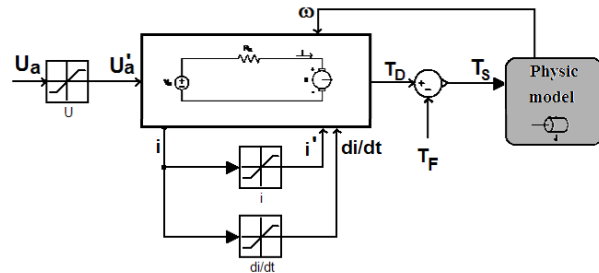 ω
Ua
Ua'
U
TD
TS
+
-
TF
Physic
model
i
i'
di/dt
i
di/dt